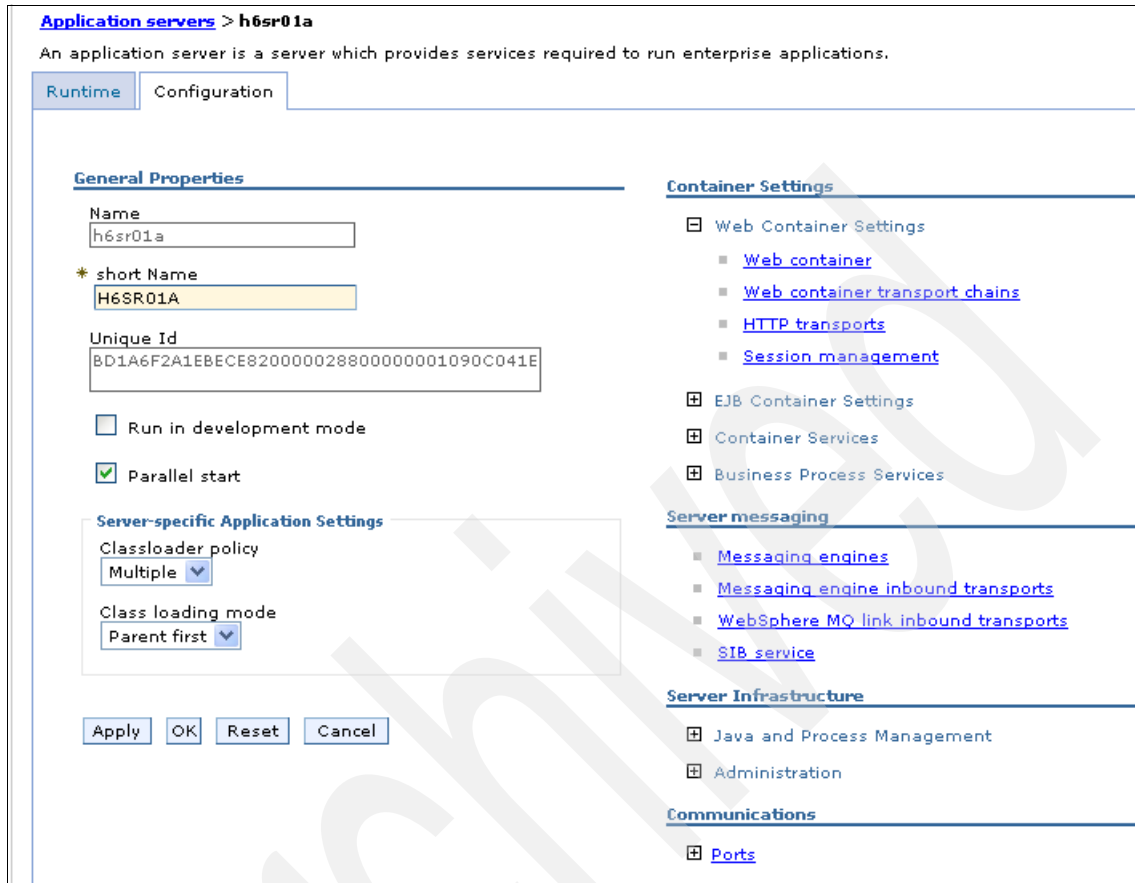 Application servers > h6sr01a
An application server is a server which provides services required to run enterprise applications.
Runtime Configuration
General Properties
Name
h6sr01a
* short Name
H6SR01A
Unique Id
BD1A6F2A1EBECE820000028800000001090C041E
Run in development mode
Parallel start
Server-specific Application Settings
Classloader policy
Multiple
Class loading mode
Parent first
Apply OK Reset Cancel
Container Settings
Web Container Settings
Web container
Web container transport chains
HTTP transports
Session management
EJB Container Settings
Container Services
Business Process Services
Server messaging
Messaging engines
Messaging engine inbound transports
WebSphere MQ link inbound transports
SIB service
Server Infrastructure
Java and Process Management
Administration
Communications
Ports